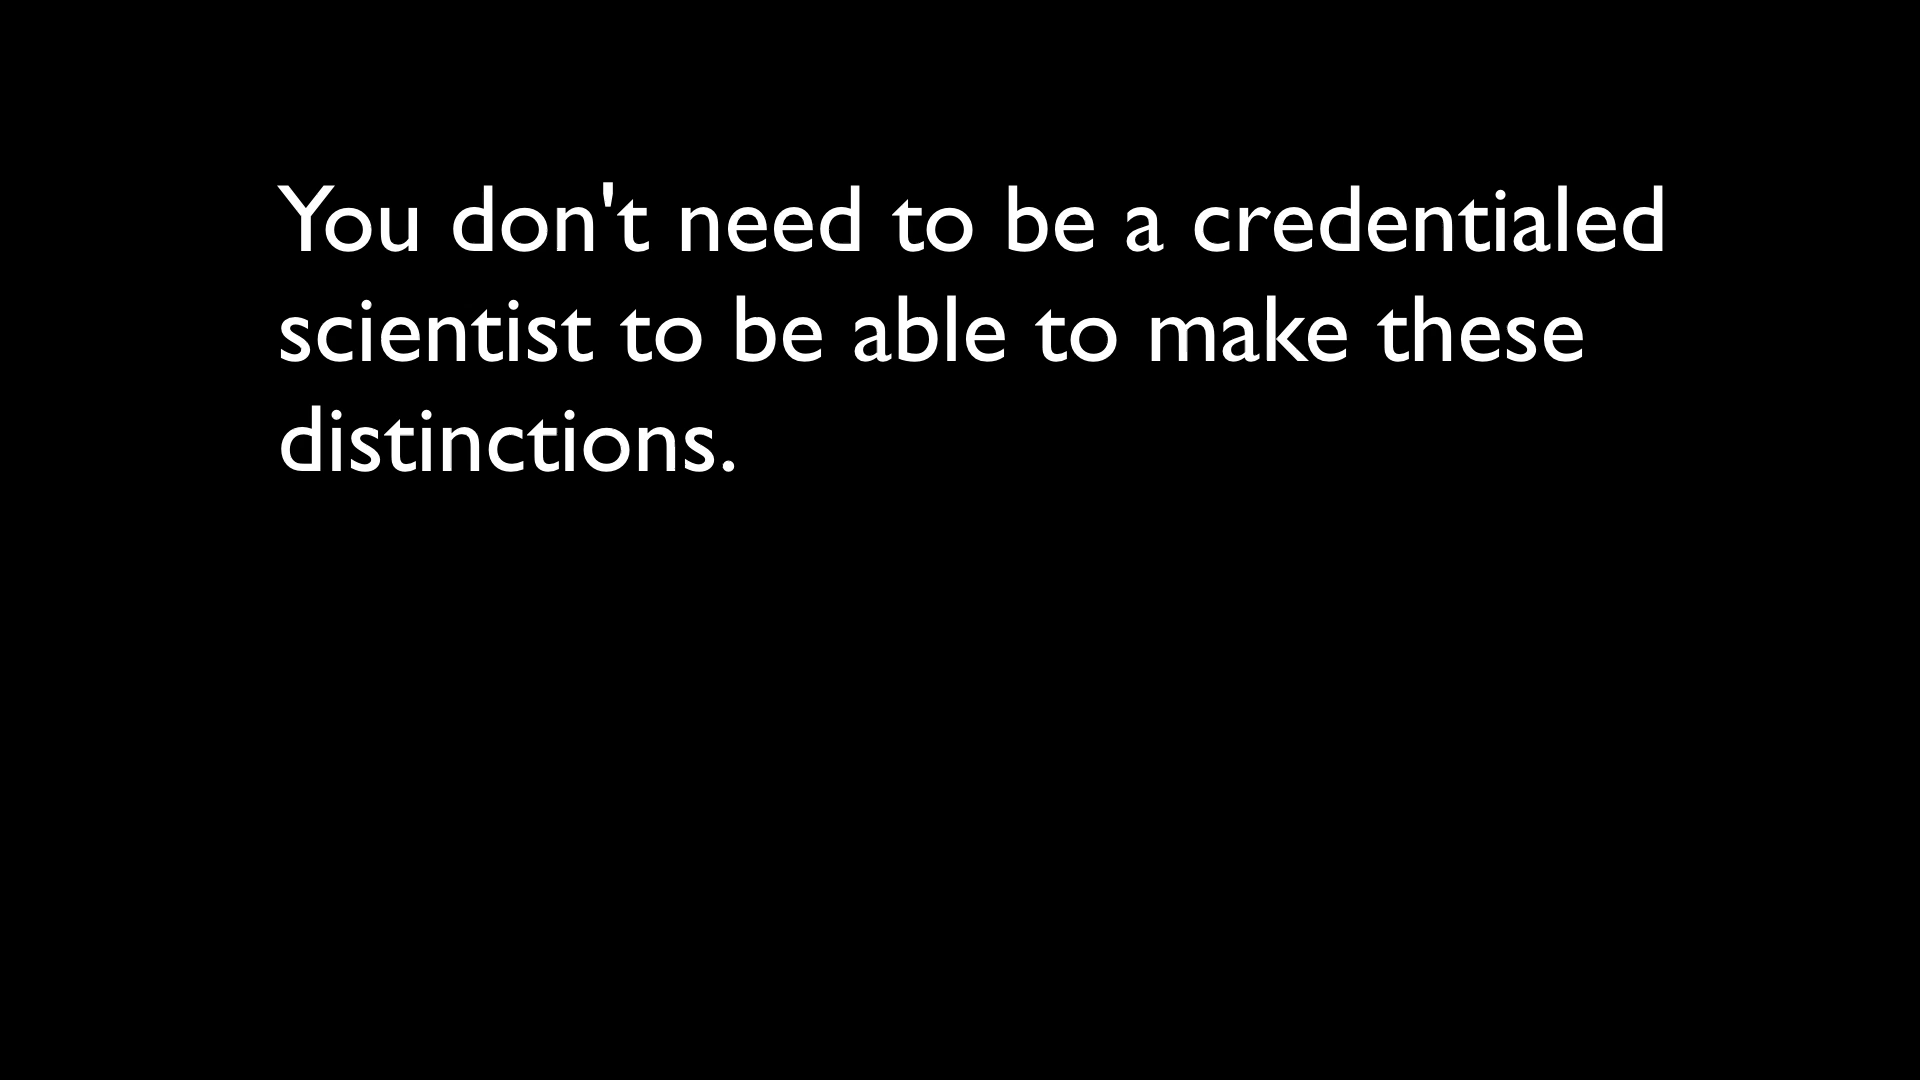 You don't need to be a credentialed
scientist to be able to make these
distinctions.